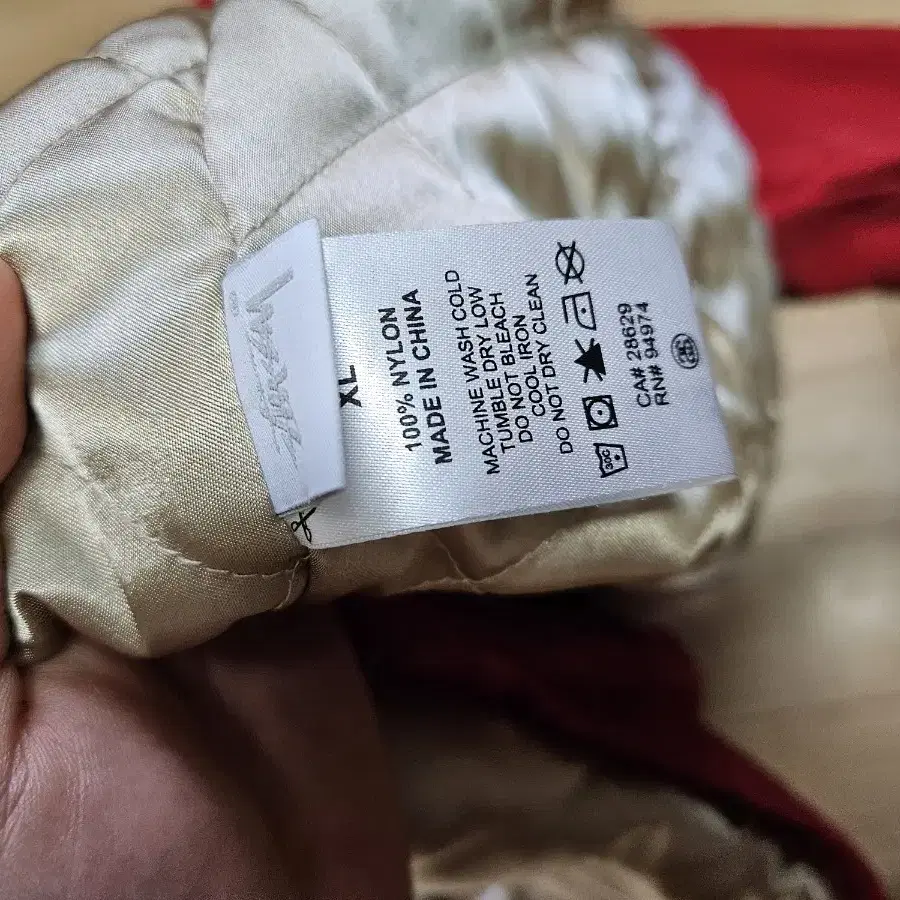 XL
100% NYLON
MADE IN CHINA
MACHINE WASH COLD
TUMBLE DRY LOW
DO NOT BLEACH
COOL IRON
DO NOT DRY CLEAN
30C
CA# 28629
RN# 94974